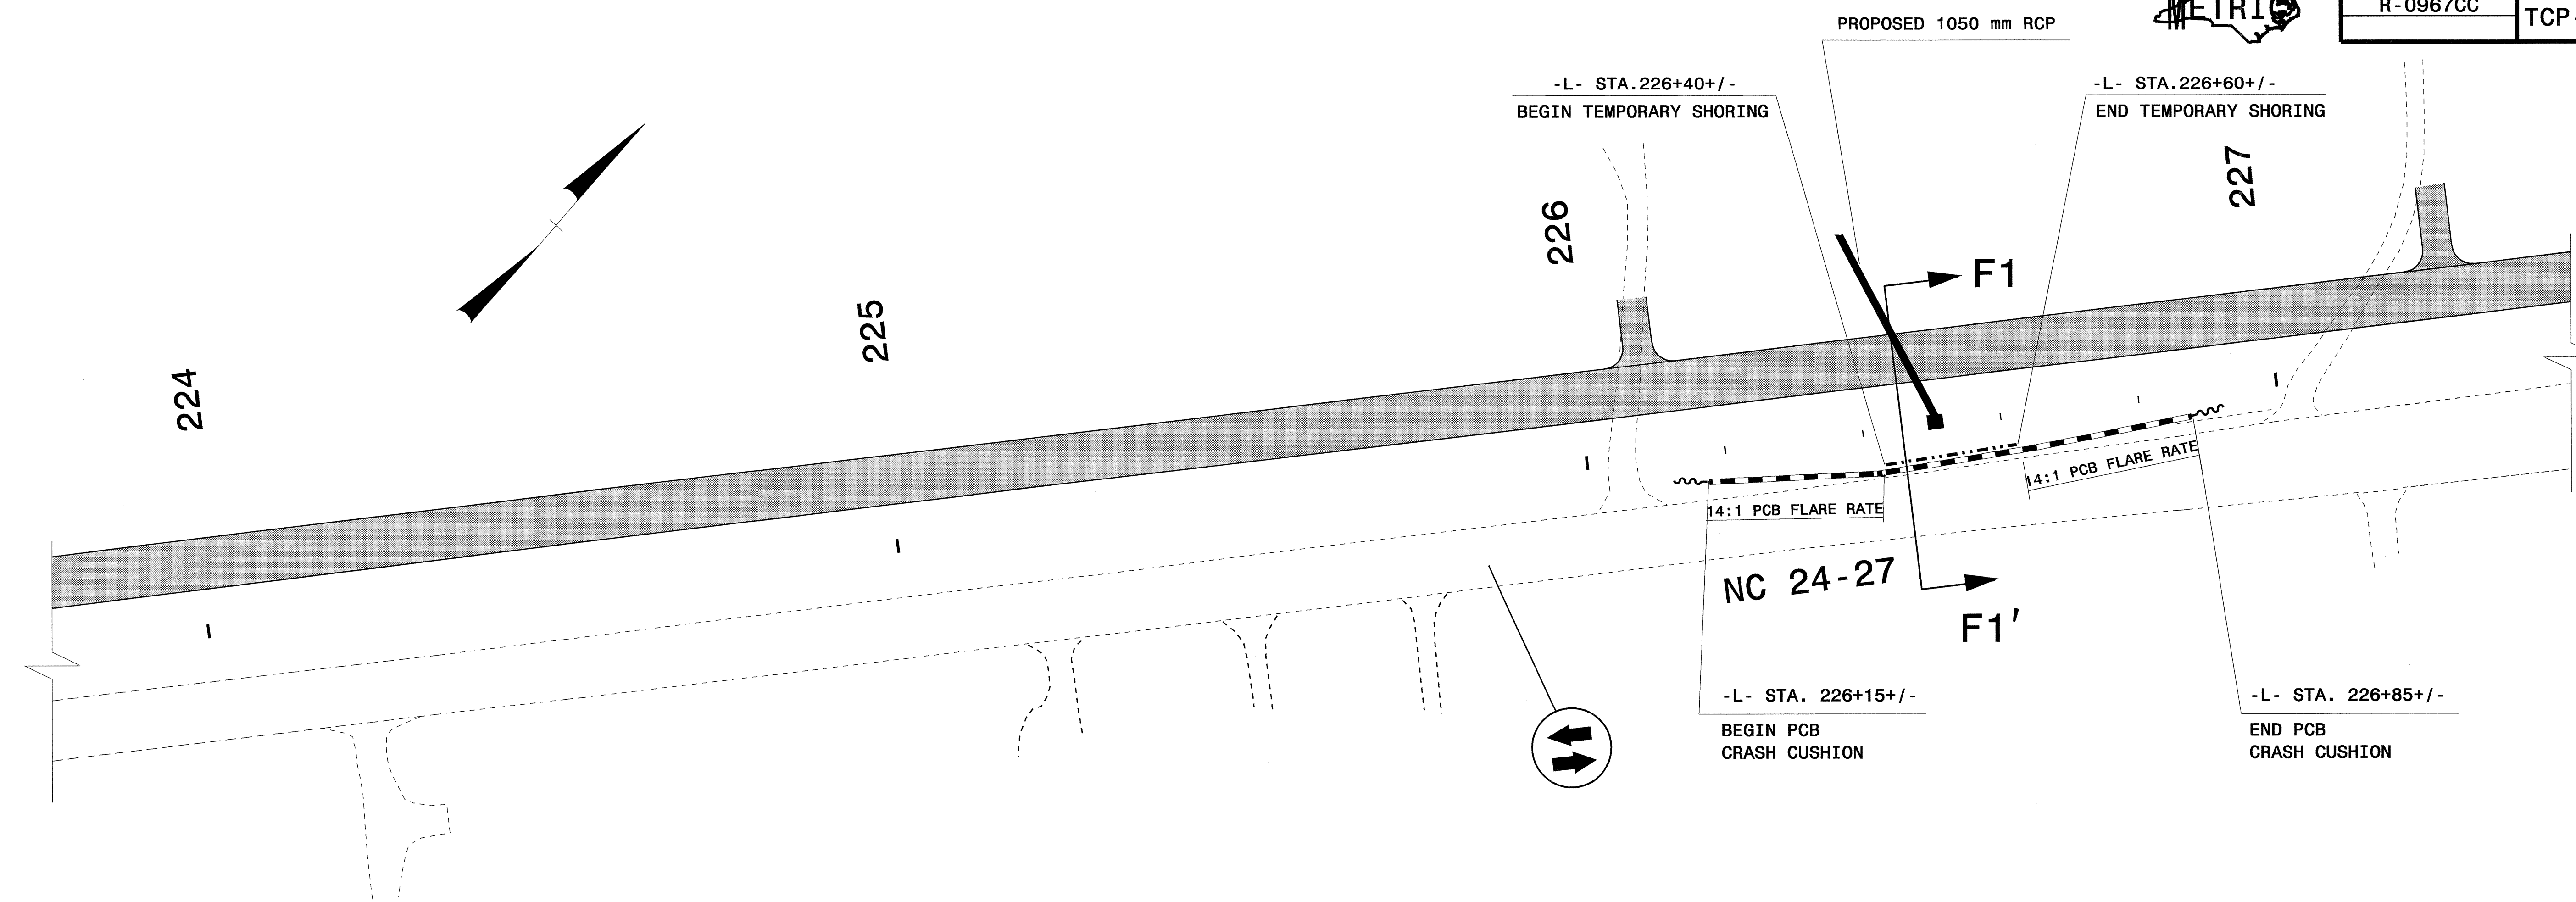 PROPOSED 1050 mm RCP
METRIC
R-0967CC
TCP
-L- STA.226+40+/-
BEGIN TEMPORARY SHORING
-L- STA.226+60+/-
END TEMPORARY SHORING
224
225
226
227
F1
14:1 PCB FLARE RATE
14:1 PCB FLARE RATE
NC 24-27
F1'
-L- STA. 226+15+/-
BEGIN PCB
CRASH CUSHION
-L- STA. 226+85+/-
END PCB
CRASH CUSHION